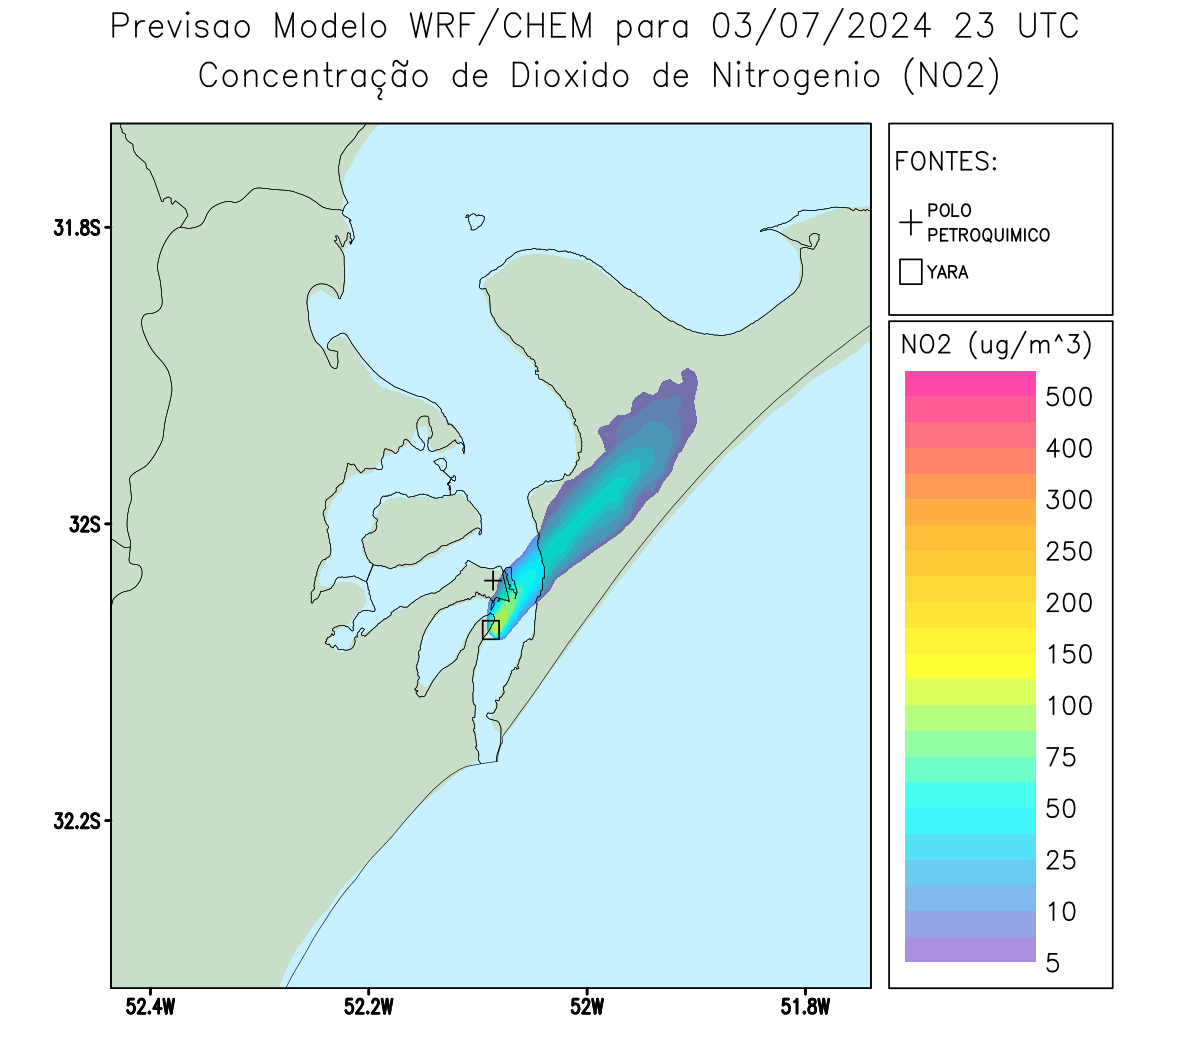 Previsao Modelo WRF/CHEM para 03/07/2024 23 UTC
Concentração de Dioxido de Nitrogenio (NO2)
FONTES:
POLO
PETROQUIMICO
YARA
NO2 (ug/m^3)
500
400
300
250
200
150
100
75
50
25
10
5
31.8S
32S
32.2S
52.4W
52.2W
52W
51.8W